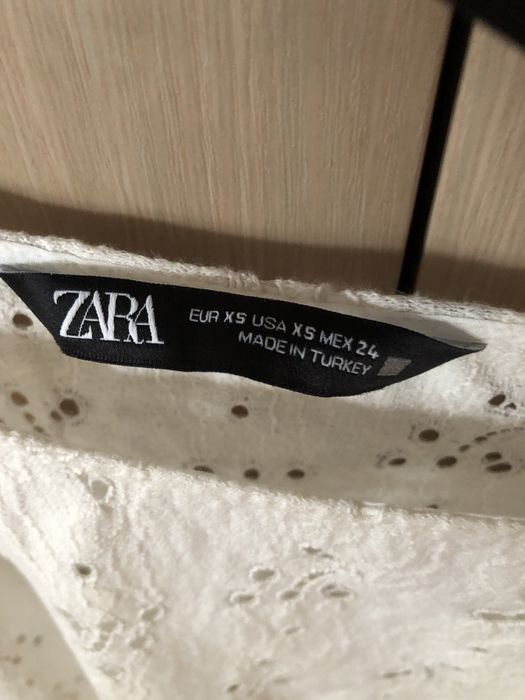 ZARA
EUR XS USA XS MEX 24
MADE IN TURKEY